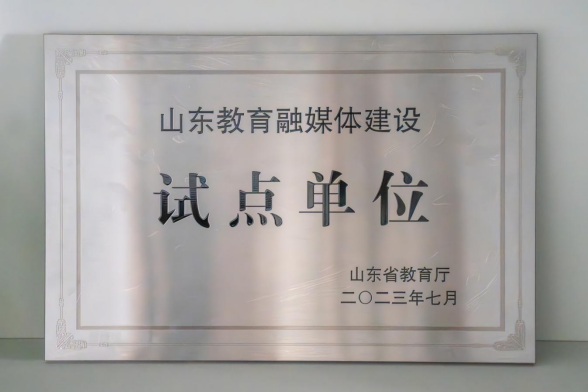 山东教育融媒体建设
试点单位
山东省教育厅
二〇二三年七月